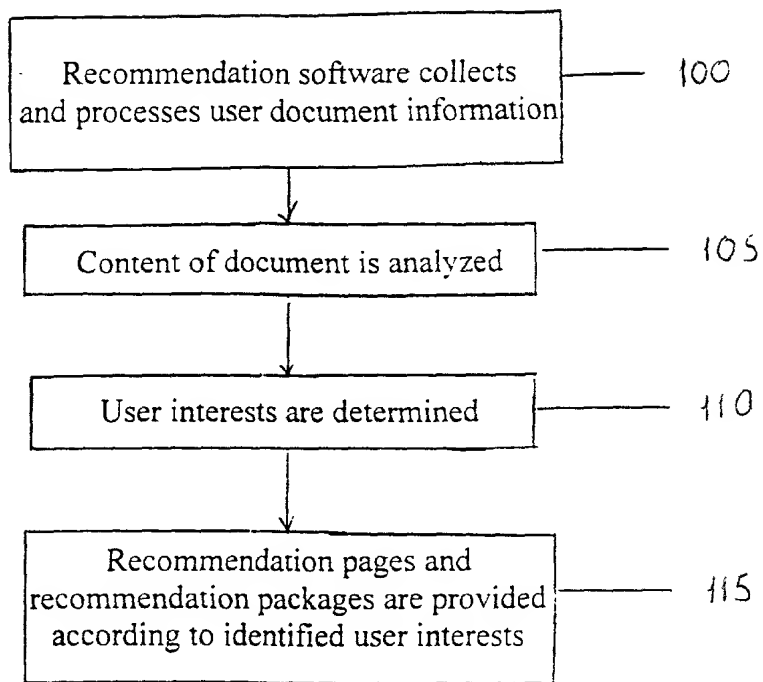 Recommendation software collects
and processes user document information
100
Content of document is analyzed
105
User interests are determined
110
Recommendation pages and
recommendation packages are provided
according to identified user interests
115